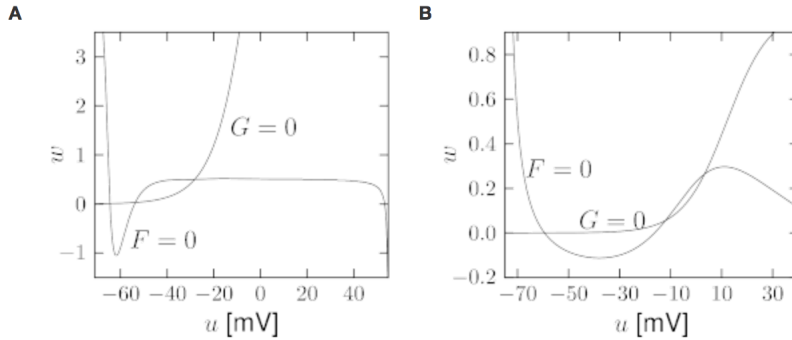 A
B
3
2
1
0
−1
w
G = 0
F = 0
−60 −40 −20 0 20 40
u [mV]
0.8
0.6
0.4
0.2
0.0
−0.2
w
F = 0
G = 0
−70 −50 −30 −10 10 30
u [mV]